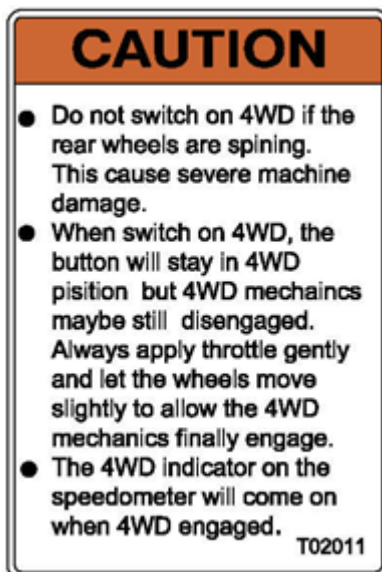 CAUTION
● Do not switch on 4WD if the
rear wheels are spining.
This cause severe machine
damage.
● When switch on 4WD, the
button will stay in 4WD
pisition but 4WD mechaincs
maybe still disengaged.
Always apply throttle gently
and let the wheels move
slightly to allow the 4WD
mechanics finally engage.
● The 4WD indicator on the
speedometer will come on
when 4WD engaged.
T02011